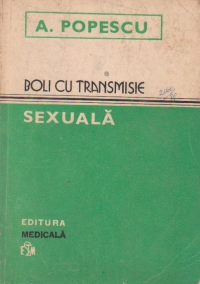 A. POPESCU
BOLI CU TRANSMISIE
SEXUALĂ
EDITURA
MEDICALĂ